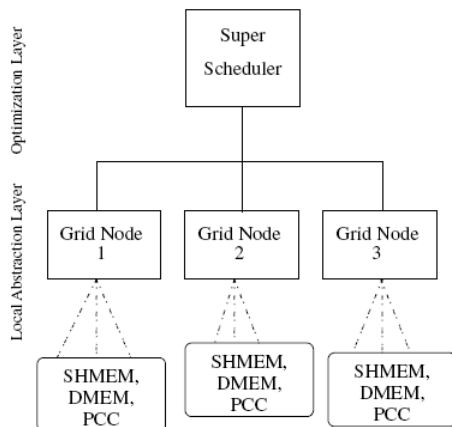 Optimization Layer
Super
Scheduler
Local Abstraction Layer
Grid Node
1
Grid Node
2
Grid Node
3
SHMEM,
DMEM,
PCC
SHMEM,
DMEM,
PCC
SHMEM,
DMEM,
PCC